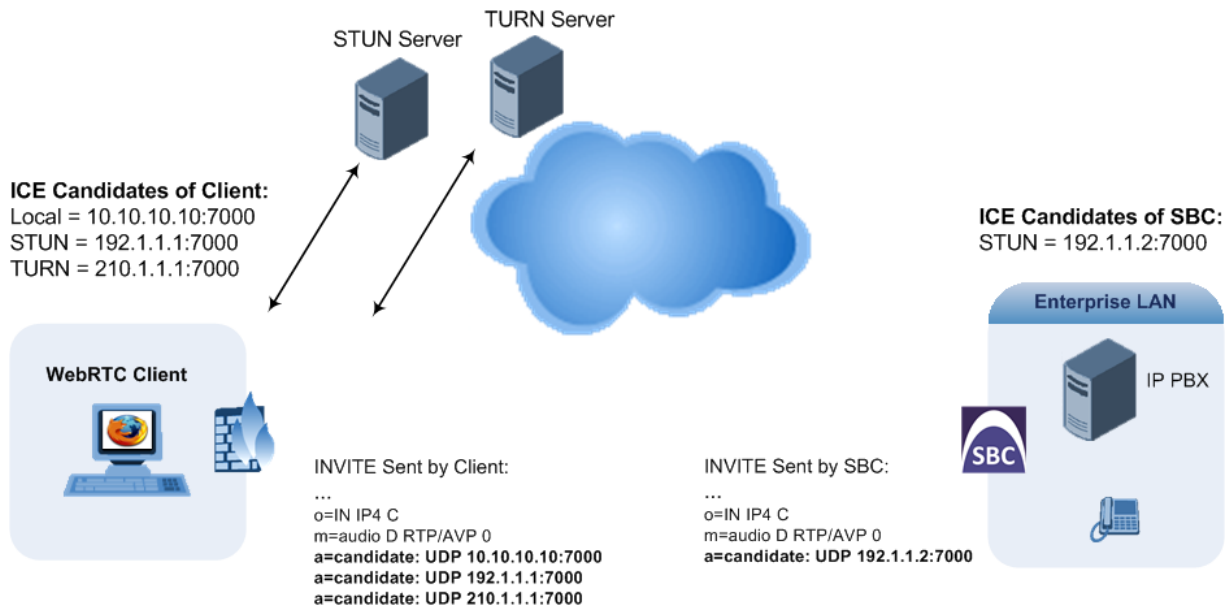 STUN Server
TURN Server
ICE Candidates of Client:
Local = 10.10.10.10:7000
STUN = 192.1.1.1:7000
TURN = 210.1.1.1:7000
ICE Candidates of SBC:
STUN = 192.1.1.2:7000
Enterprise LAN
IP PBX
SBC
WebRTC Client
INVITE Sent by Client:
...
o=IN IP4 C
m=audio D RTP/AVP 0
a=candidate: UDP 10.10.10.10:7000
a=candidate: UDP 192.1.1.1:7000
a=candidate: UDP 210.1.1.1:7000
INVITE Sent by SBC:
...
o=IN IP4 C
m=audio D RTP/AVP 0
a=candidate: UDP 192.1.1.2:7000